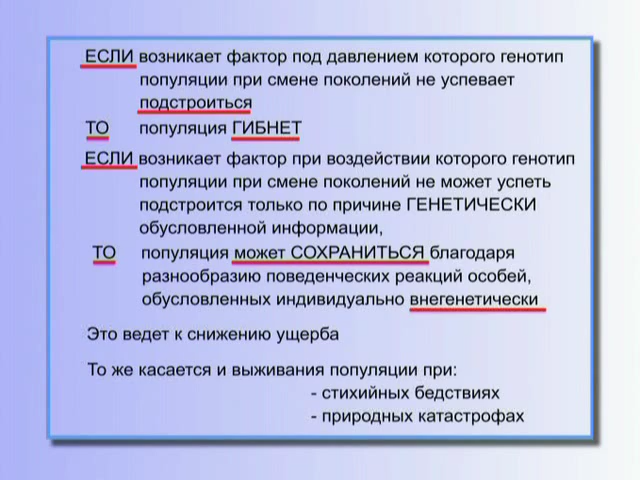 ЕСЛИ возникает фактор под давлением которого генотип
популяции при смене поколений не успевает
подстроиться
ТО популяция ГИБНЕТ
ЕСЛИ возникает фактор при воздействии которого генотип
популяции при смене поколений не может успеть
подстроится только по причине ГЕНЕТИЧЕСКИ
обусловленной информации,
ТО популяция может СОХРАНИТЬСЯ благодаря
разнообразию поведенческих реакций особей,
обусловленных индивидуально внегенетически
Это ведет к снижению ущерба
То же касается и выживания популяции при:
- стихийных бедствиях
- природных катастрофах